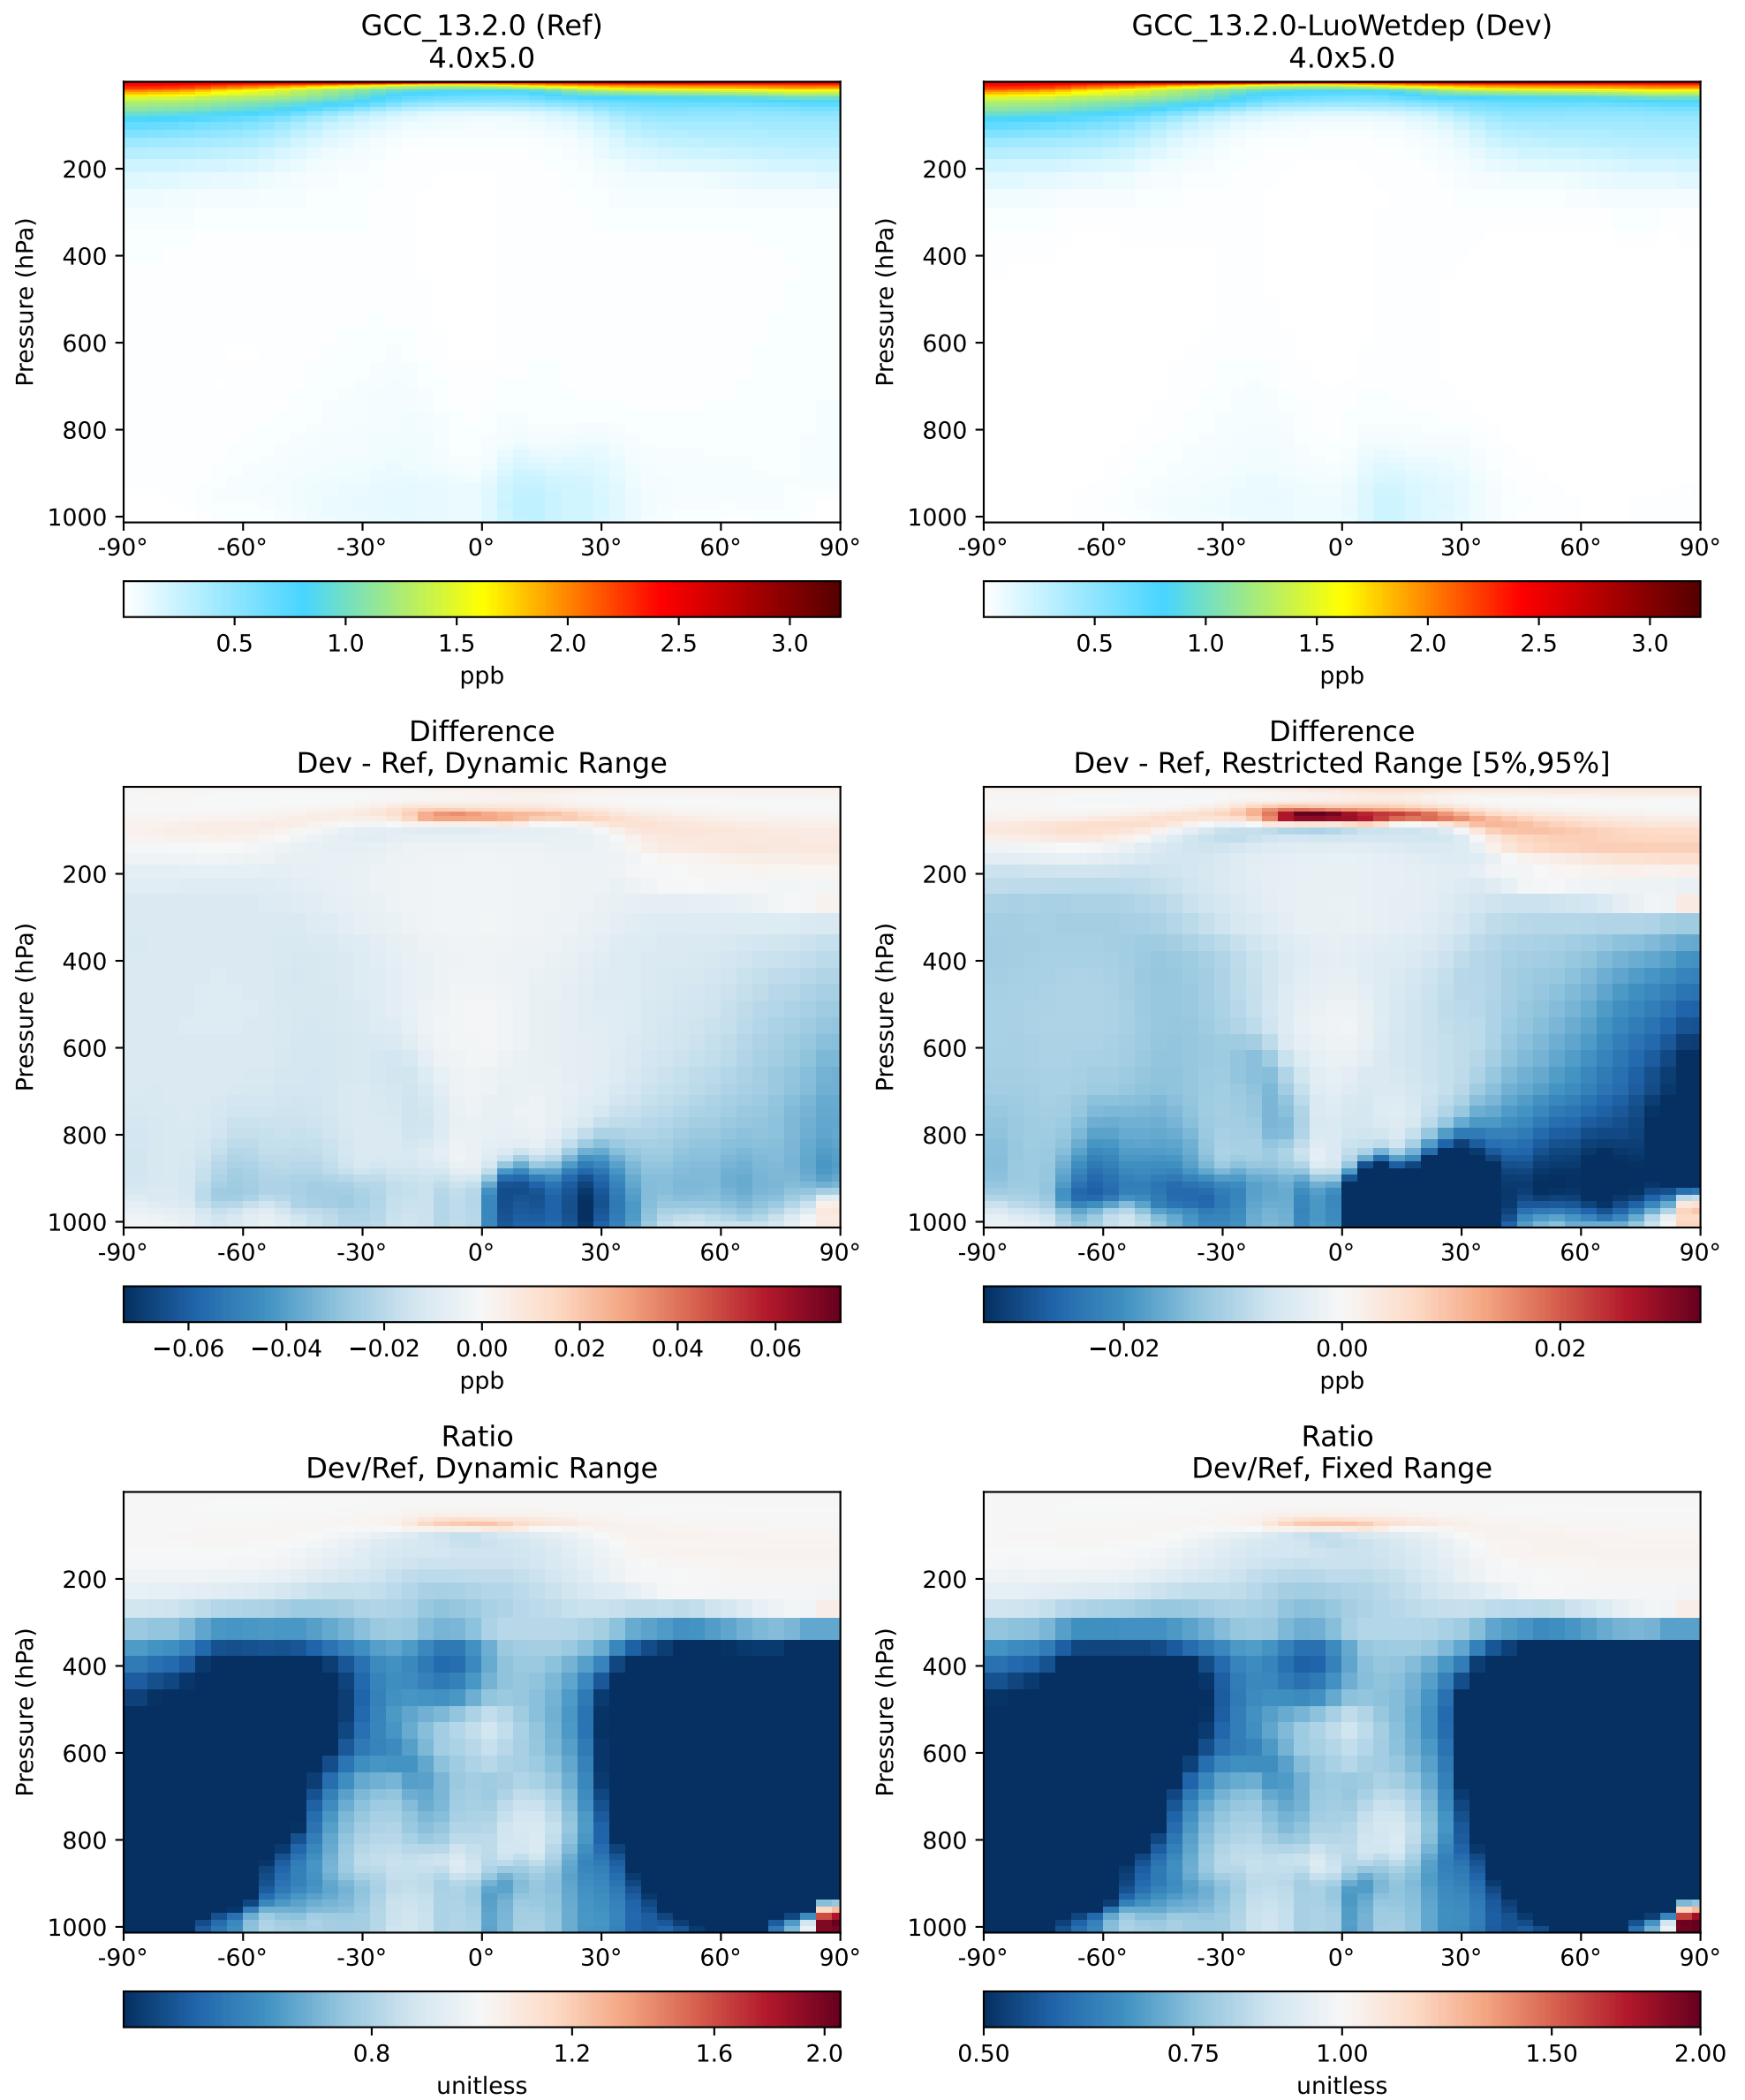 GCC_13.2.0 (Ref)
4.0x5.0
GCC_13.2.0-LuoWetdep (Dev)
4.0x5.0
Pressure (hPa)
200
400
600
800
1000
-90° -60° -30° 0° 30° 60° 90°
0.5 1.0 1.5 2.0 2.5 3.0
ppb
Pressure (hPa)
200
400
600
800
1000
-90° -60° -30° 0° 30° 60° 90°
0.5 1.0 1.5 2.0 2.5 3.0
ppb
Difference
Dev - Ref, Dynamic Range
Difference
Dev - Ref, Restricted Range [5%,95%]
Pressure (hPa)
200
400
600
800
1000
-90° -60° -30° 0° 30° 60° 90°
−0.06 −0.04 −0.02 0.00 0.02 0.04 0.06
ppb
Pressure (hPa)
200
400
600
800
1000
-90° -60° -30° 0° 30° 60° 90°
−0.02 0.00 0.02
ppb
Ratio
Dev/Ref, Dynamic Range
Ratio
Dev/Ref, Fixed Range
Pressure (hPa)
200
400
600
800
1000
-90° -60° -30° 0° 30° 60° 90°
0.8 1.2 1.6 2.0
unitless
Pressure (hPa)
200
400
600
800
1000
-90° -60° -30° 0° 30° 60° 90°
0.50 0.75 1.00 1.50 2.00
unitless